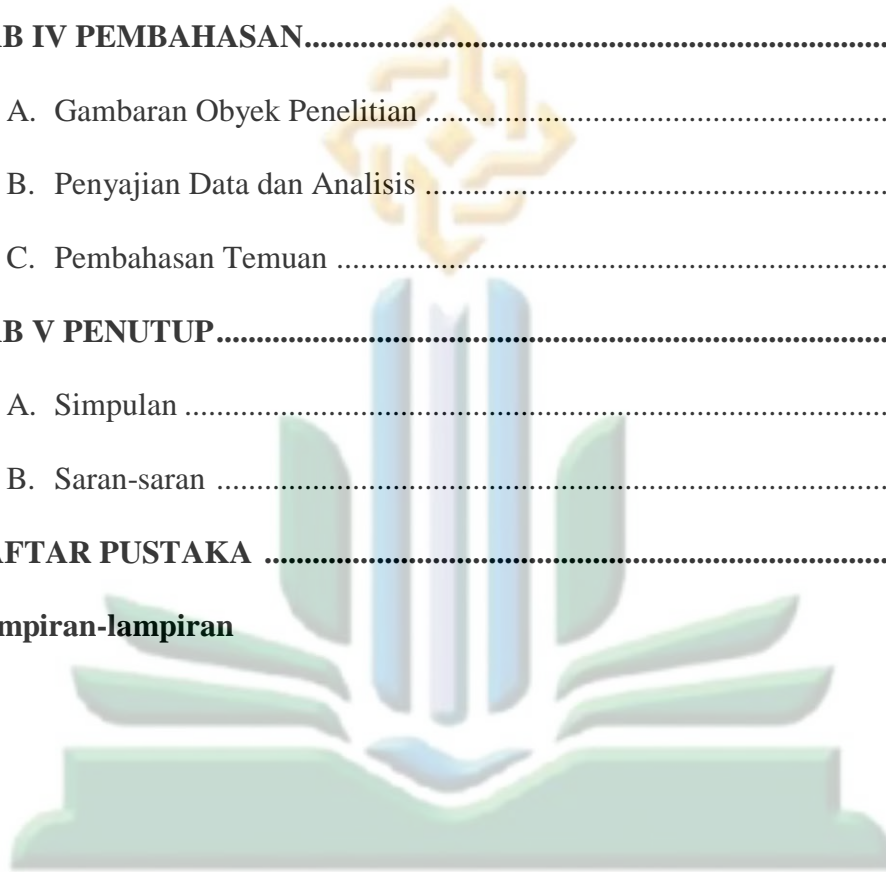 AB IV PEMBAHASAN................................................................................
A. Gambaran Obyek Penelitian ................................................................
B. Penyajian Data dan Analisis ................................................................
C. Pembahasan Temuan ................................................................
AB V PENUTUP................................................................................
A. Simpulan ................................................................
B. Saran-saran ................................................................
AFTAR PUSTAKA ................................................................
mpiran-lampiran